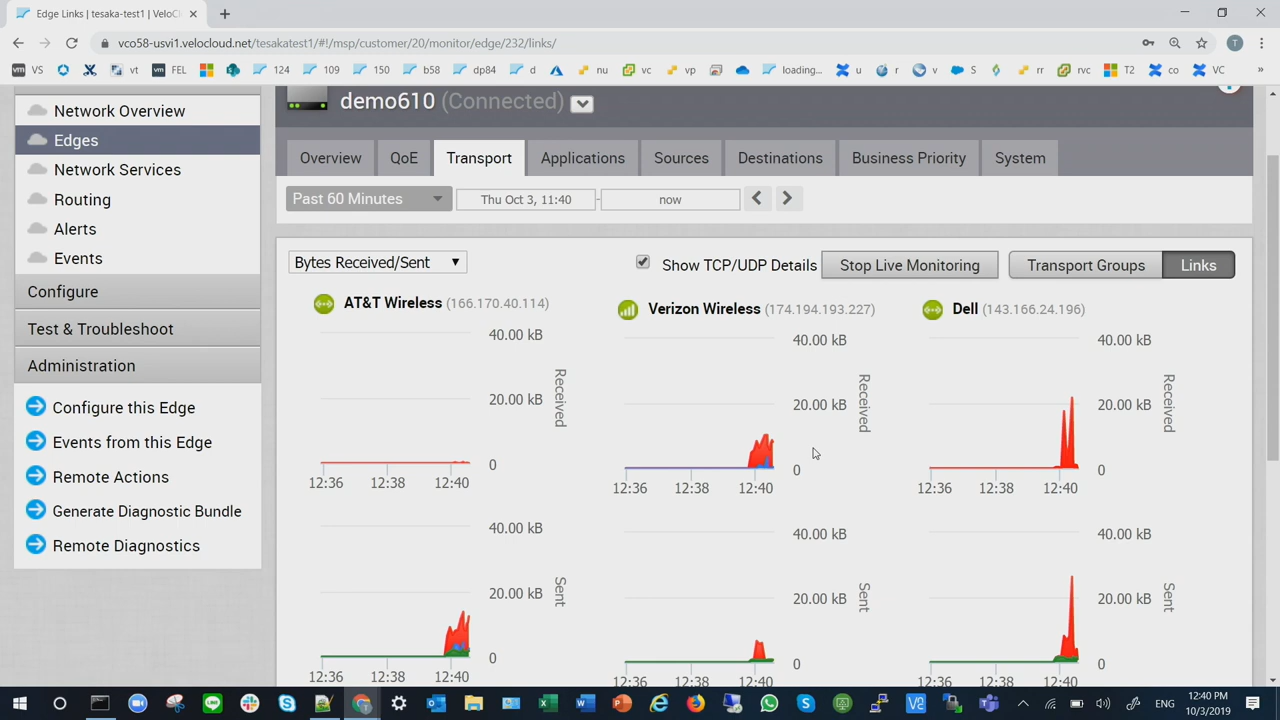 Edge Links | tesaka-test1 | VeloCl
vco58-usvi1.velocloud.net/tesakatest1/#!/msp/customer/20/monitor/edge/232/links/
T
VS
vt
FEL
124
109
150
b58
dp84
d
nu
vc
vp
loading...
u
r
v
S
rr
rvc
T2
co
VC
»
Network Overview
Edges
Network Services
Routing
Alerts
Events
Configure
Test & Troubleshoot
Administration
Configure this Edge
Events from this Edge
Remote Actions
Generate Diagnostic Bundle
Remote Diagnostics
demo610 (Connected)
Overview
QoE
Transport
Applications
Sources
Destinations
Business Priority
System
Past 60 Minutes
Thu Oct 3, 11:40
-
now
Bytes Received/Sent
Show TCP/UDP Details
Stop Live Monitoring
Transport Groups
Links
AT&T Wireless (166.170.40.114)
40.00 kB
20.00 kB
0
Received
12:36 12:38 12:40
40.00 kB
20.00 kB
0
Sent
12:36 12:38 12:40
Verizon Wireless (174.194.193.227)
40.00 kB
20.00 kB
0
Received
12:36 12:38 12:40
40.00 kB
20.00 kB
0
Sent
12:36 12:38 12:40
Dell (143.166.24.196)
40.00 kB
20.00 kB
0
Received
12:36 12:38 12:40
40.00 kB
20.00 kB
0
Sent
12:36 12:38 12:40
ENG
12:40 PM
10/3/2019